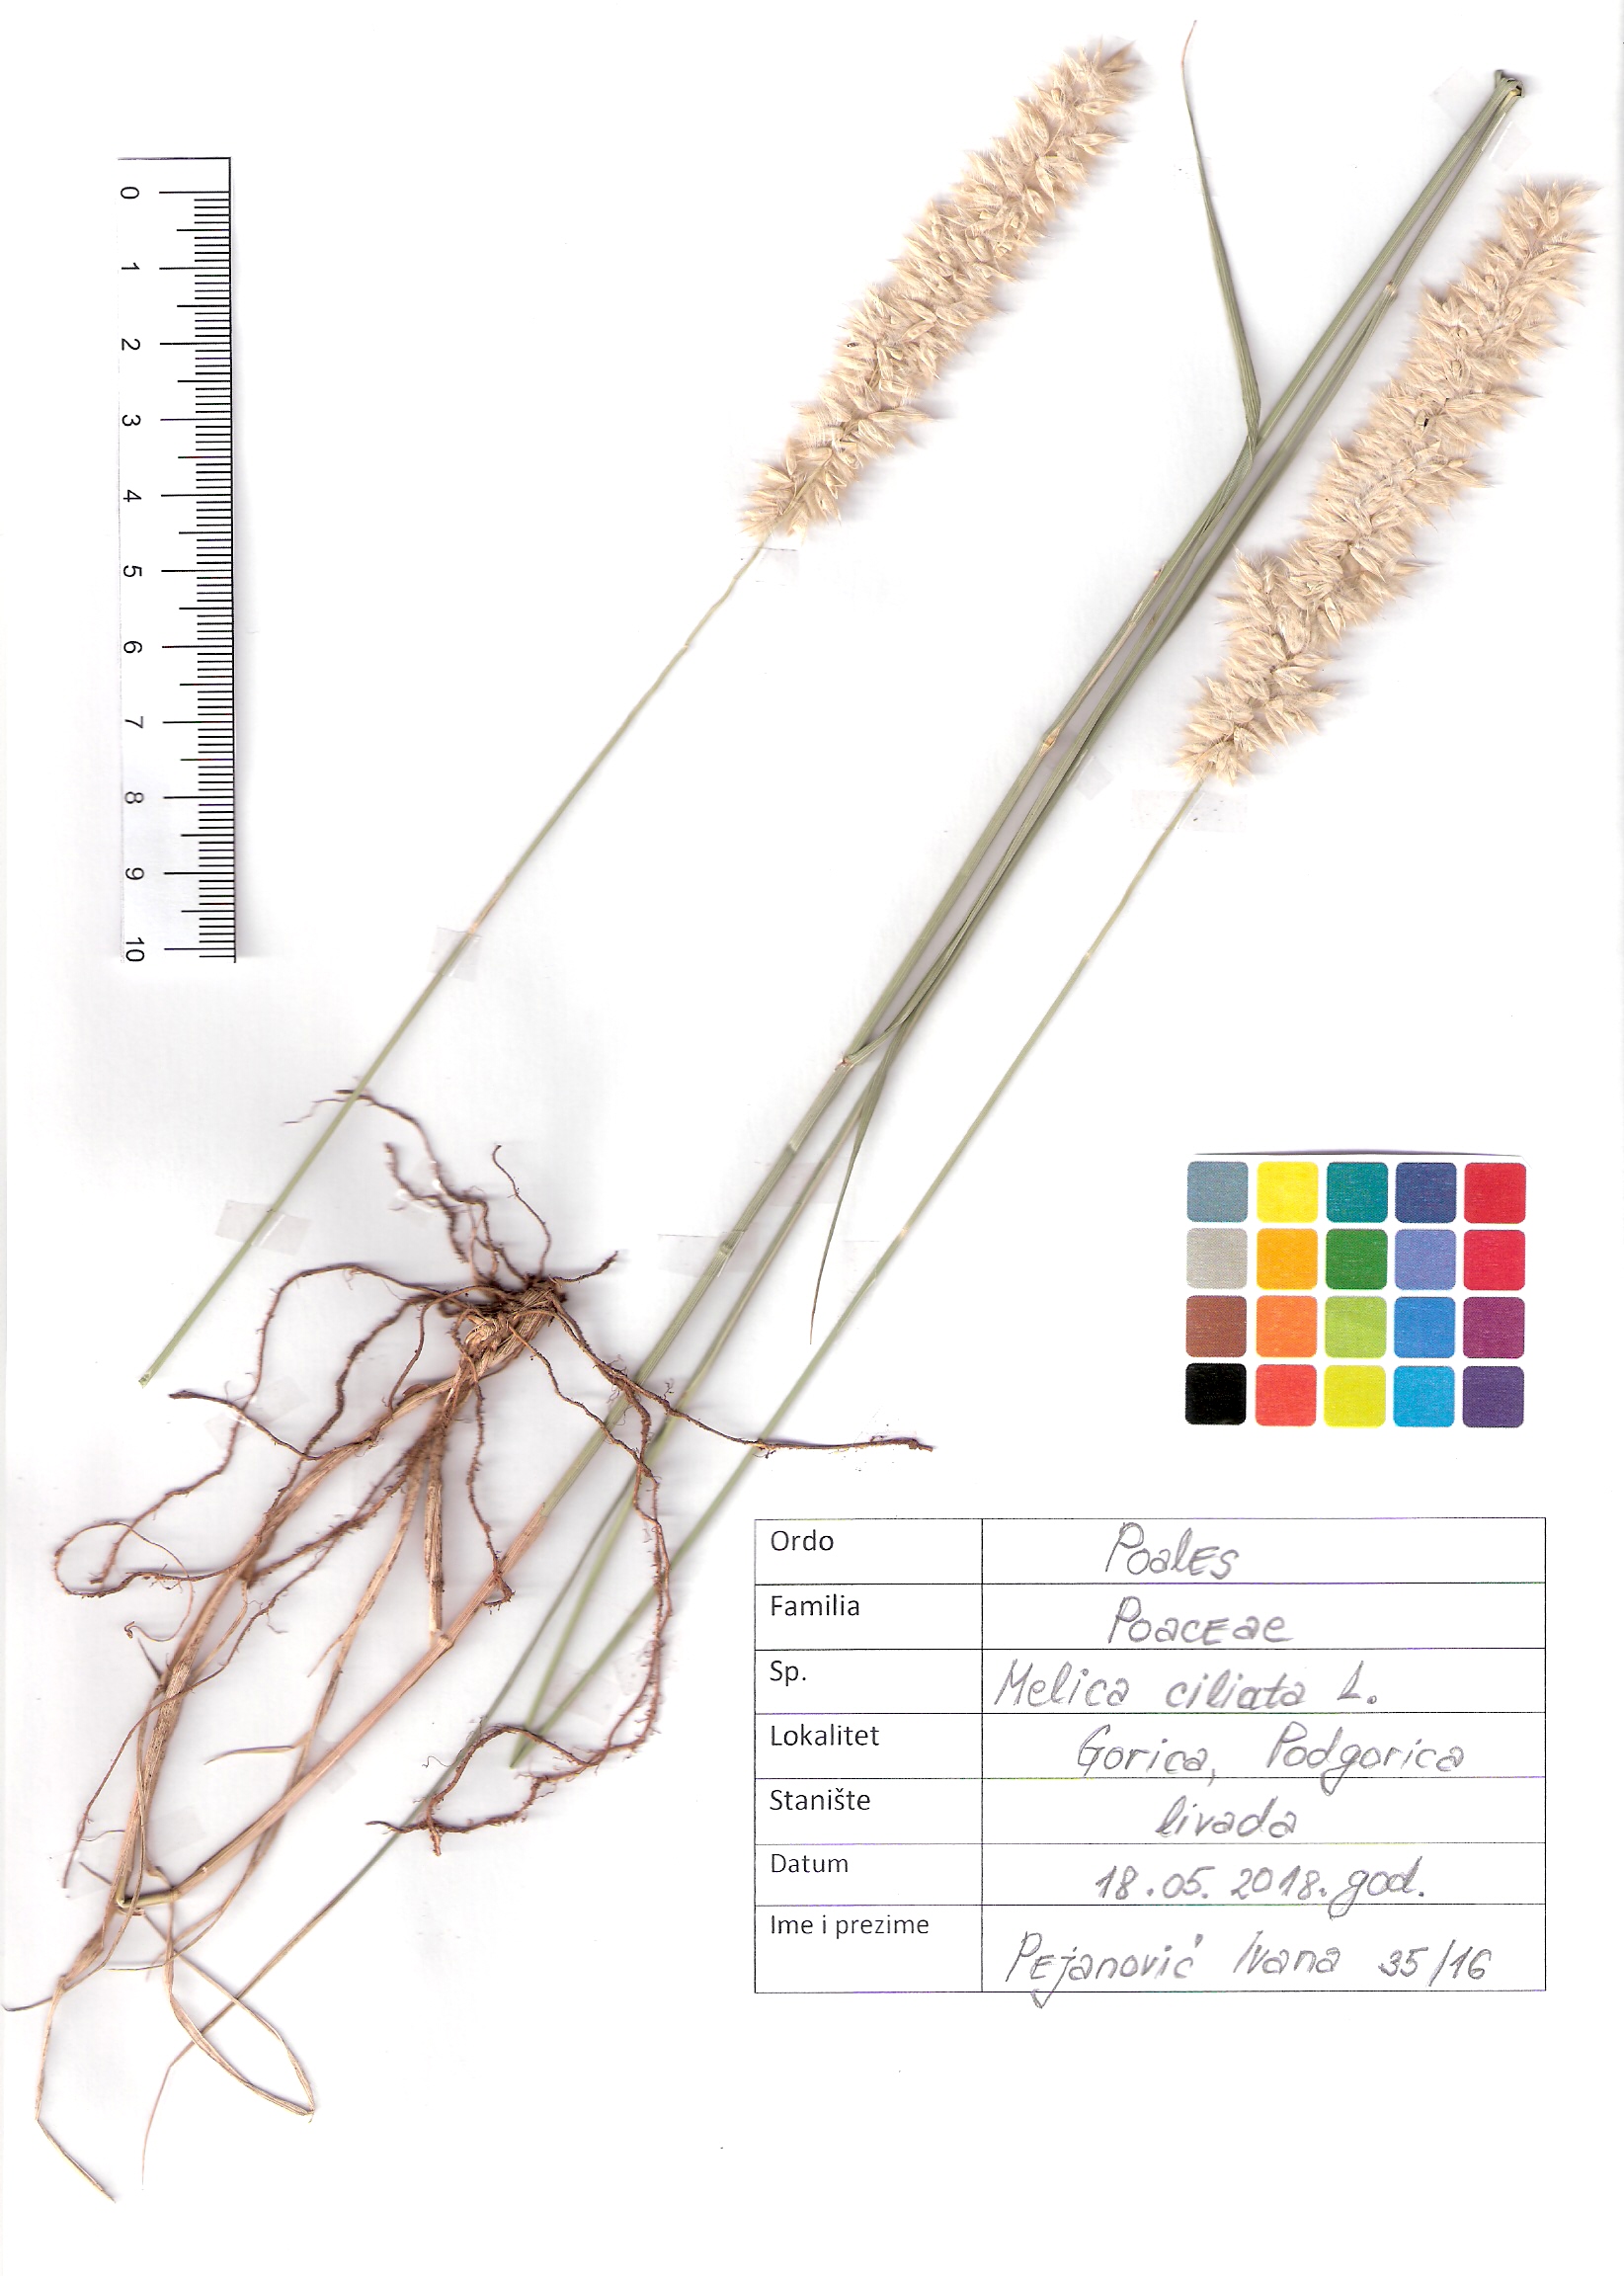 0
1
2
3
4
5
6
7
8
9
10
Ordo Poales
Familia Poaceae
Sp. Melica ciliata L.
Lokalitet Gorica, Podgorica
Stanište livada
Datum 18.05.2018. god.
Ime i prezime Pejanović Ivana 35/16